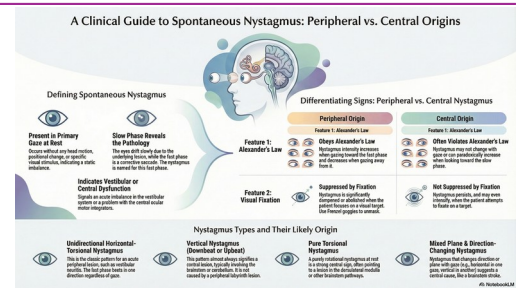 A Clinical Guide to Spontaneous Nystagmus: Peripheral vs. Central Origins
Defining Spontaneous Nystagmus
Present in Primary
Gaze at Rest
Occurs without any head motion,
positional change, or specific
visual stimulus, indicating a static
imbalance.
Slow Phase Reveals
the Pathology
The eyes drift slowly due to the
underlying lesion, while the fast phase
is a corrective saccade. The nystagmus
is named for this fast phase.
Indicates Vestibular or
Central Dysfunction
Signals an acute imbalance in the vestibular
system or a problem with the central ocular
motor integrators.
Differentiating Signs: Peripheral vs. Central Nystagmus
Peripheral Origin
Central Origin
Feature 1: Alexander's Law
Feature 1: Alexander's Law
Feature 1:
Alexander's Law
Obeys Alexander's Law
Nystagmus intensity increases
when gazing toward the fast phase
and decreases when gazing
away from it.
Often Violates Alexander's Law
Nystagmus may not change with
gaze or can paradoxically increase
when looking toward the slow
phase.
Feature 2:
Visual Fixation
Suppressed by Fixation
Nystagmus is significantly
dampened or abolished when the
patient focuses on a visual target.
Use Frenzel goggles to unmask.
Not Suppressed by Fixation
Nystagmus persists, and may even
intensify, when the patient attempts
to fixate on a target.
Nystagmus Types and Their Likely Origin
Unidirectional Horizontal-
Torsional Nystagmus
This is the classic pattern for an acute
peripheral lesion, such as vestibular
neuritis. The fast phase beats in one
direction regardless of gaze.
Vertical Nystagmus
(Downbeat or Upbeat)
This pattern almost always signifies a
central lesion, typically involving the
brainstem or cerebellum. It is not
caused by a peripheral labyrinth lesion.
Pure Torsional
Nystagmus
A purely rotational nystagmus at rest
is a strong central sign, often pointing
to a lesion in the dorsolateral medulla
or other brainstem pathways.
Mixed Plane & Direction-
Changing Nystagmus
Nystagmus that changes direction or
plane with gaze (e.g., horizontal in one
gaze, vertical in another) suggests a
central cause, like a brainstem stroke.
NotebookLM